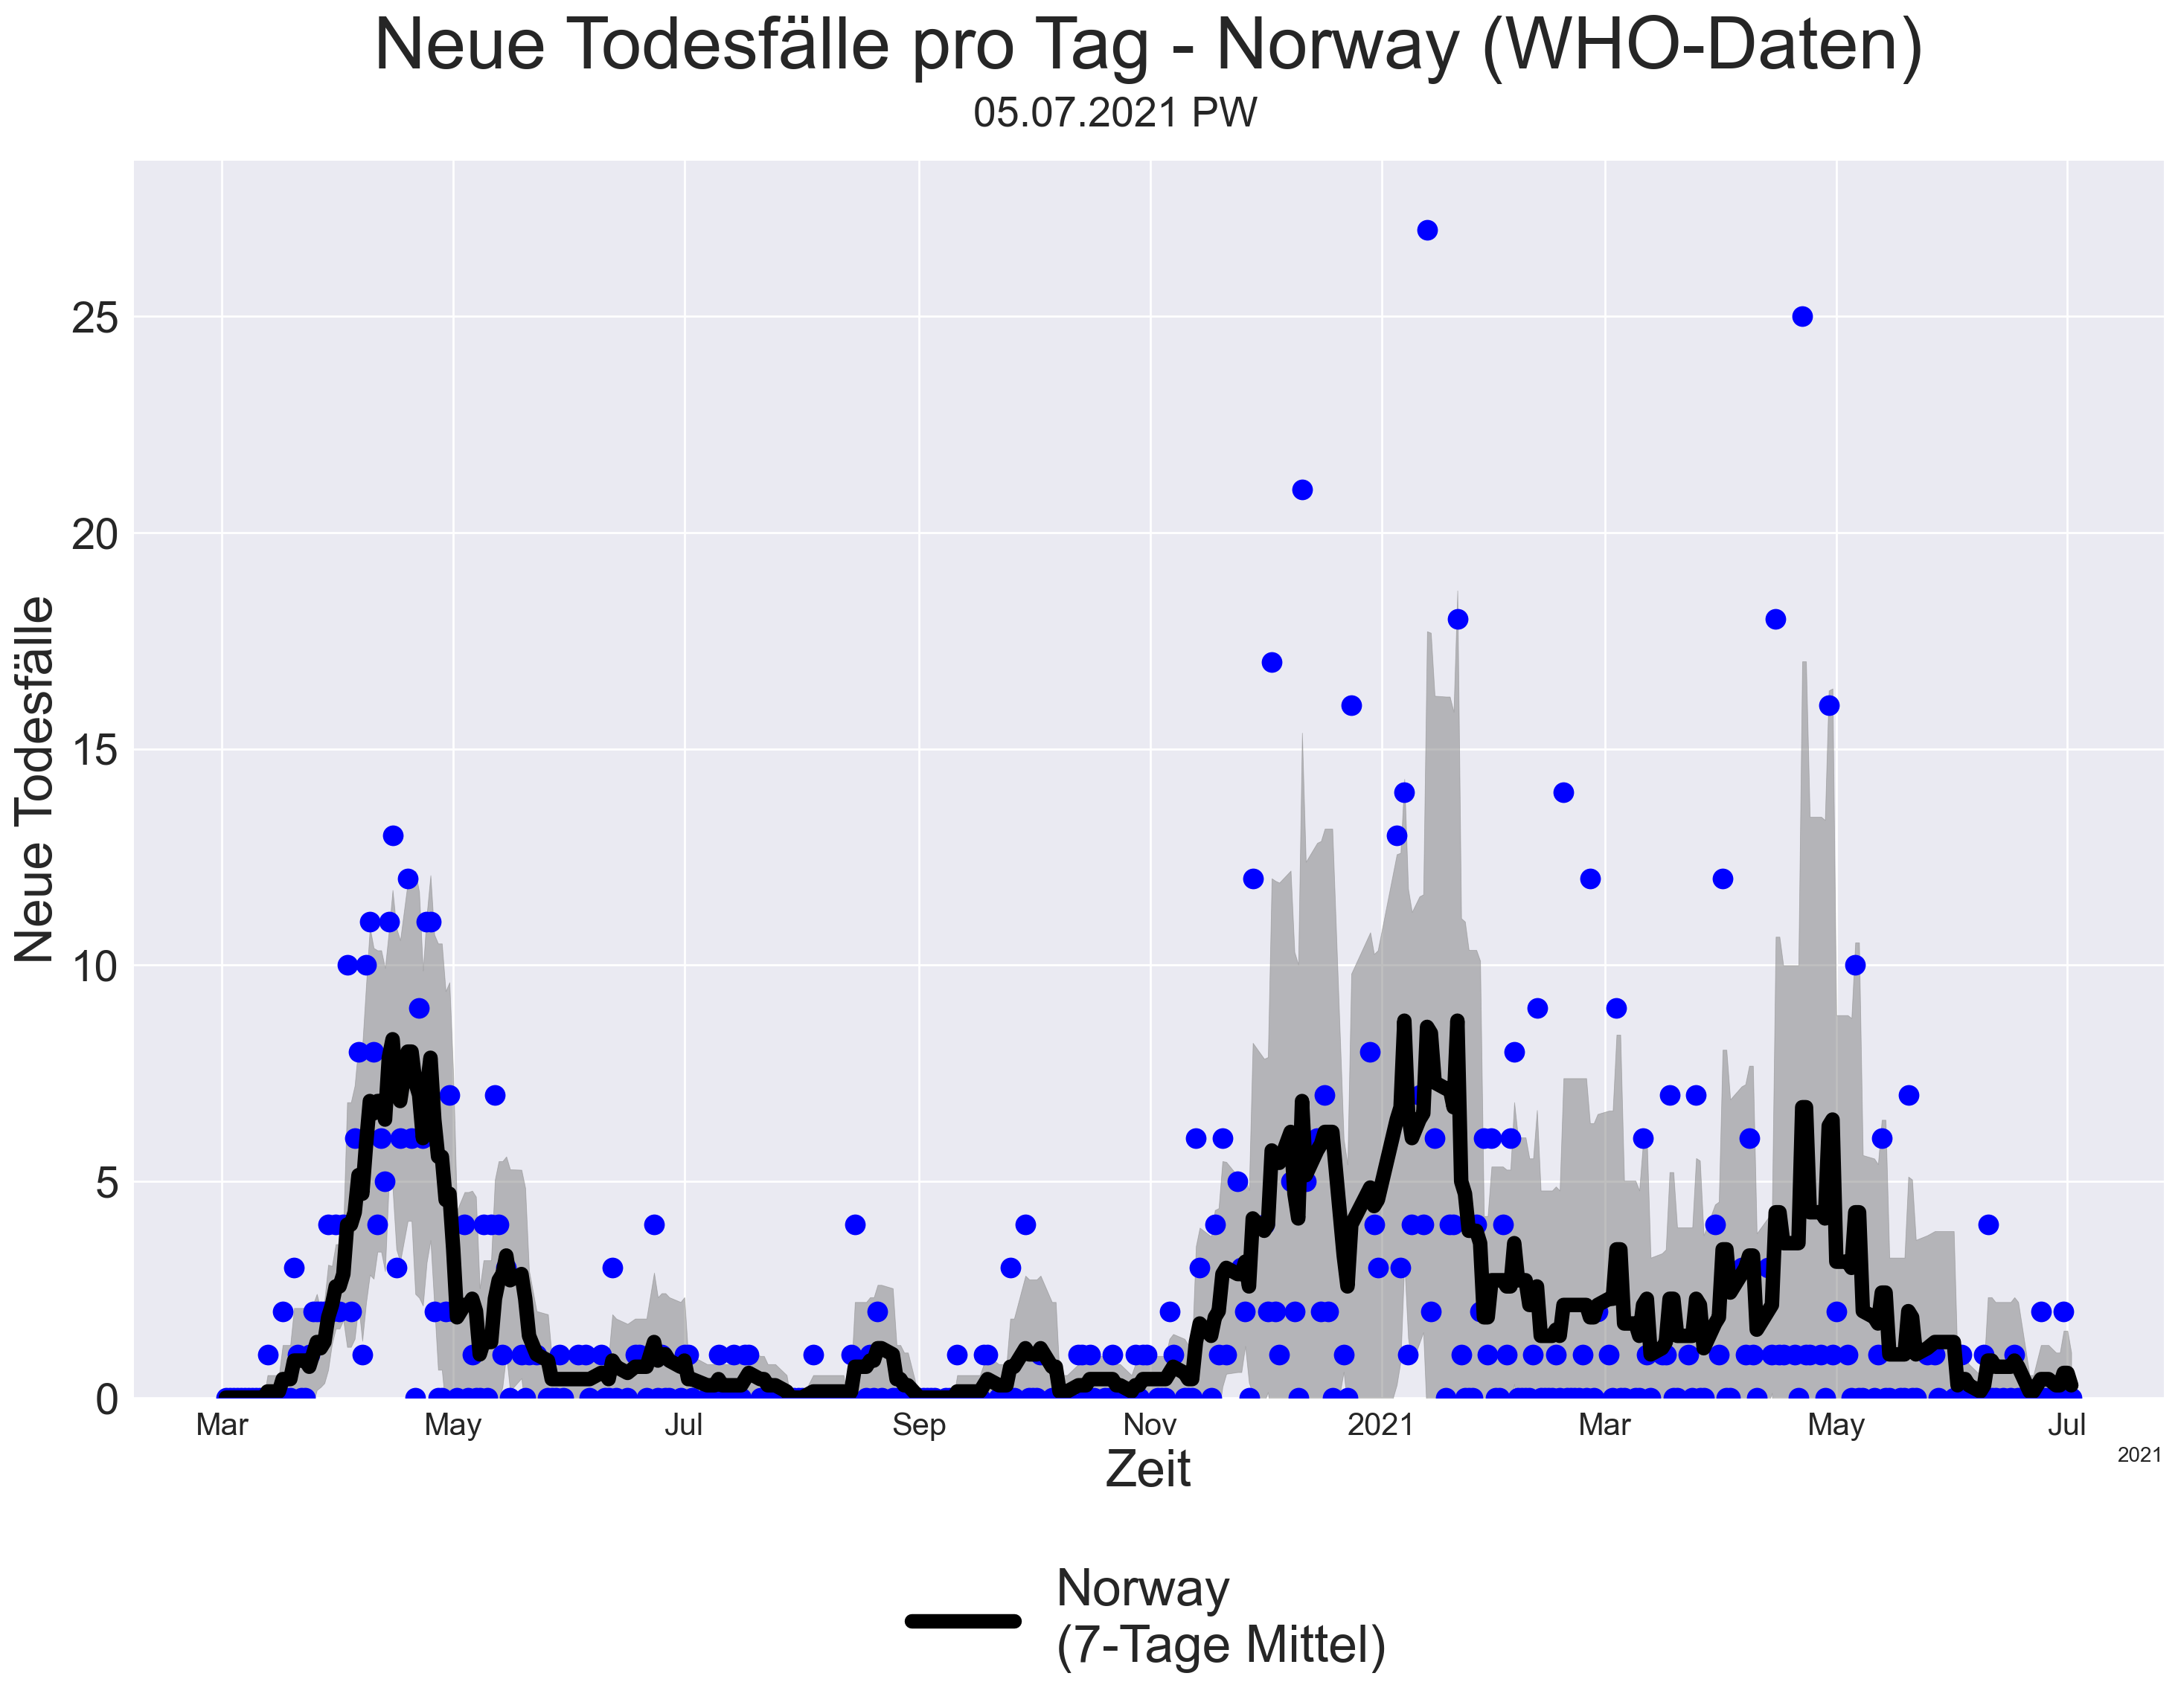 Neue Todesfälle pro Tag - Norway (WHO-Daten)
05.07.2021 PW
Neue Todesfälle
25
20
15
10
5
0
Mar May Jul Sep Nov 2021 Mar May Jul
2021
Zeit
Norway
(7-Tage Mittel)